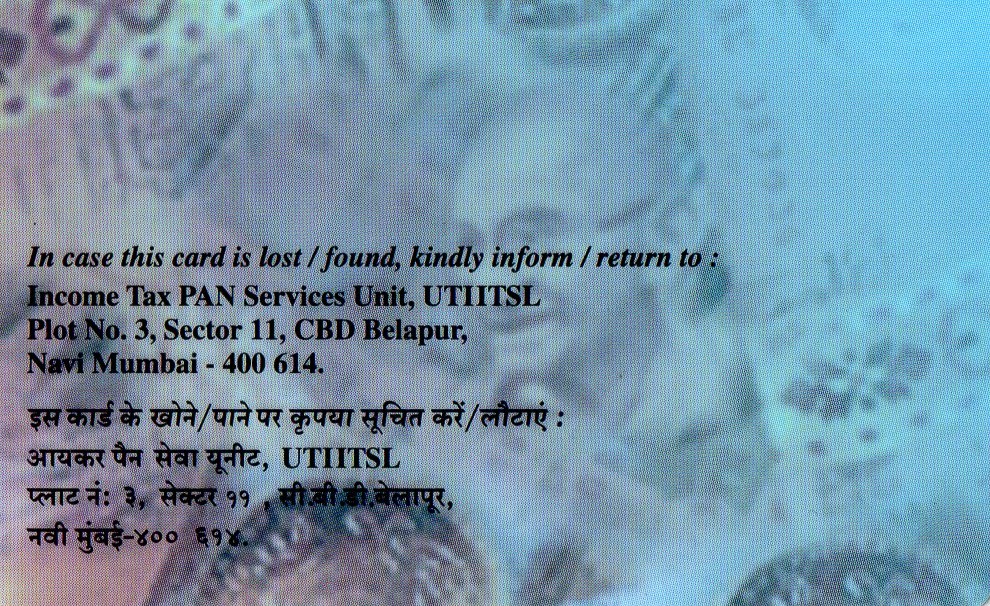 In case this card is lost / found, kindly inform / return to :
Income Tax PAN Services Unit, UTIITSL
Plot No. 3, Sector 11, CBD Belapur,
Navi Mumbai - 400 614.
इस कार्ड के खोने/पाने पर कृपया सूचित करें/लौटाएं :
आयकर पैन सेवा यूनीट, UTIITSL
प्लाट नं: ३, सेक्टर ११ , सी.बी.डी.बेलापूर,
नवी मुंबई-४०० ६१४.